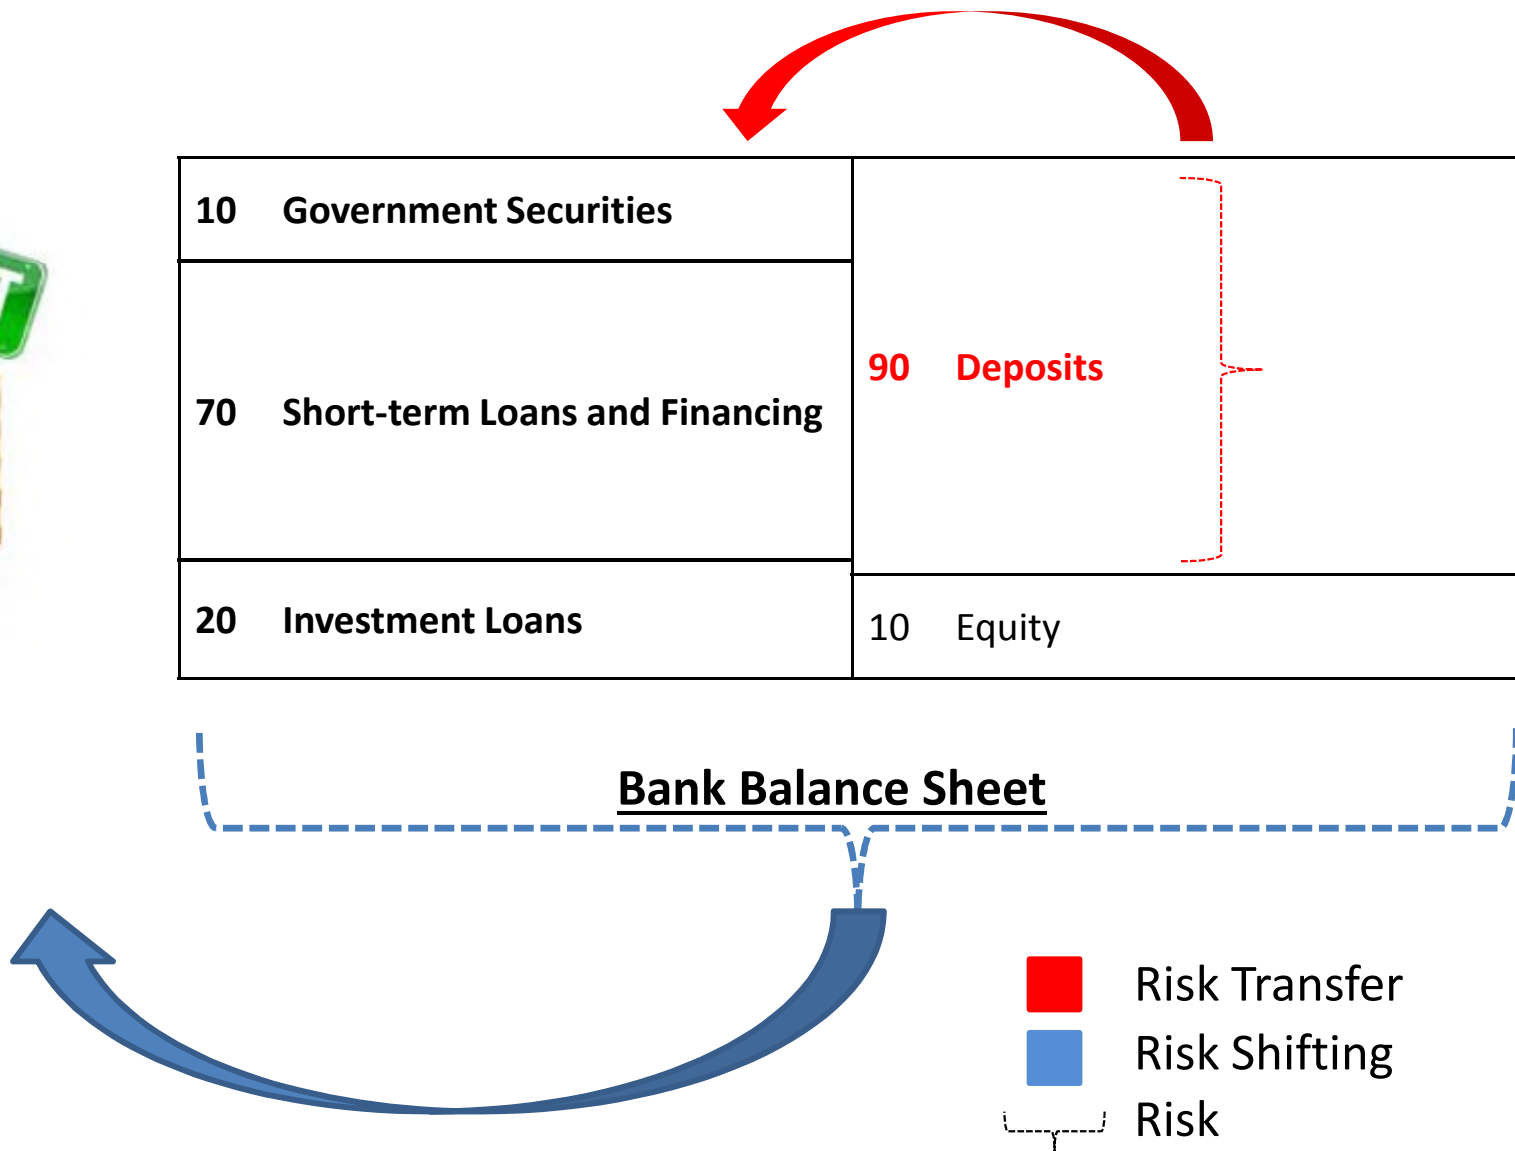 10 Government Securities
70 Short-term Loans and Financing
20 Investment Loans
90 Deposits
10 Equity
Bank Balance Sheet
Risk Transfer
Risk Shifting
Risk